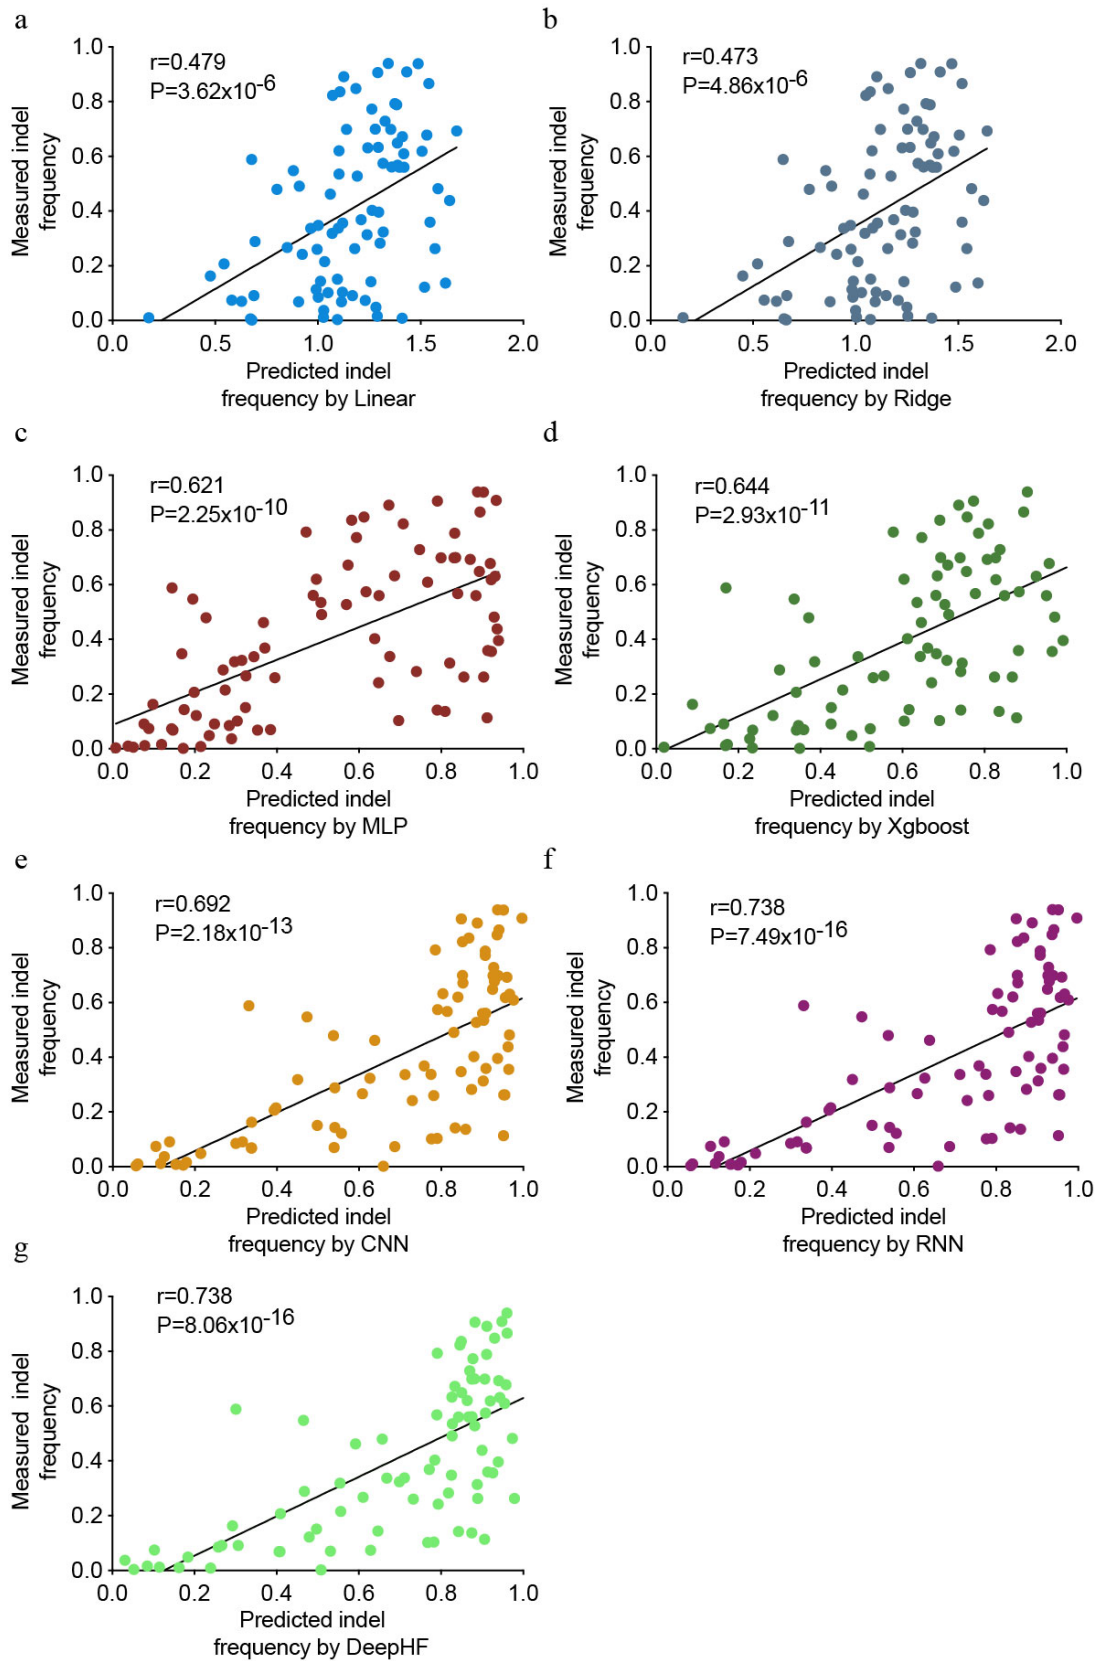 a
r=0.479
P=3.62x10-6
Measured indel
frequency
1.0
0.8
0.6
0.4
0.2
0.0
0.0 0.5 1.0 1.5 2.0
Predicted indel
frequency by Linear
b
r=0.473
P=4.86x10-6
Measured indel
frequency
1.0
0.8
0.6
0.4
0.2
0.0
0.0 0.5 1.0 1.5 2.0
Predicted indel
frequency by Ridge
c
r=0.621
P=2.25x10-10
Measured indel
frequency
1.0
0.8
0.6
0.4
0.2
0.0
0.0 0.2 0.4 0.6 0.8 1.0
Predicted indel
frequency by MLP
d
r=0.644
P=2.93x10-11
Measured indel
frequency
1.0
0.8
0.6
0.4
0.2
0.0
0.0 0.2 0.4 0.6 0.8 1.0
Predicted indel
frequency by Xgboost
e
r=0.692
P=2.18x10-13
Measured indel
frequency
1.0
0.8
0.6
0.4
0.2
0.0
0.0 0.2 0.4 0.6 0.8 1.0
Predicted indel
frequency by CNN
f
r=0.738
P=7.49x10-16
Measured indel
frequency
1.0
0.8
0.6
0.4
0.2
0.0
0.0 0.2 0.4 0.6 0.8 1.0
Predicted indel
frequency by RNN
g
r=0.738
P=8.06x10-16
Measured indel
frequency
1.0
0.8
0.6
0.4
0.2
0.0
0.0 0.2 0.4 0.6 0.8 1.0
Predicted indel
frequency by DeepHF